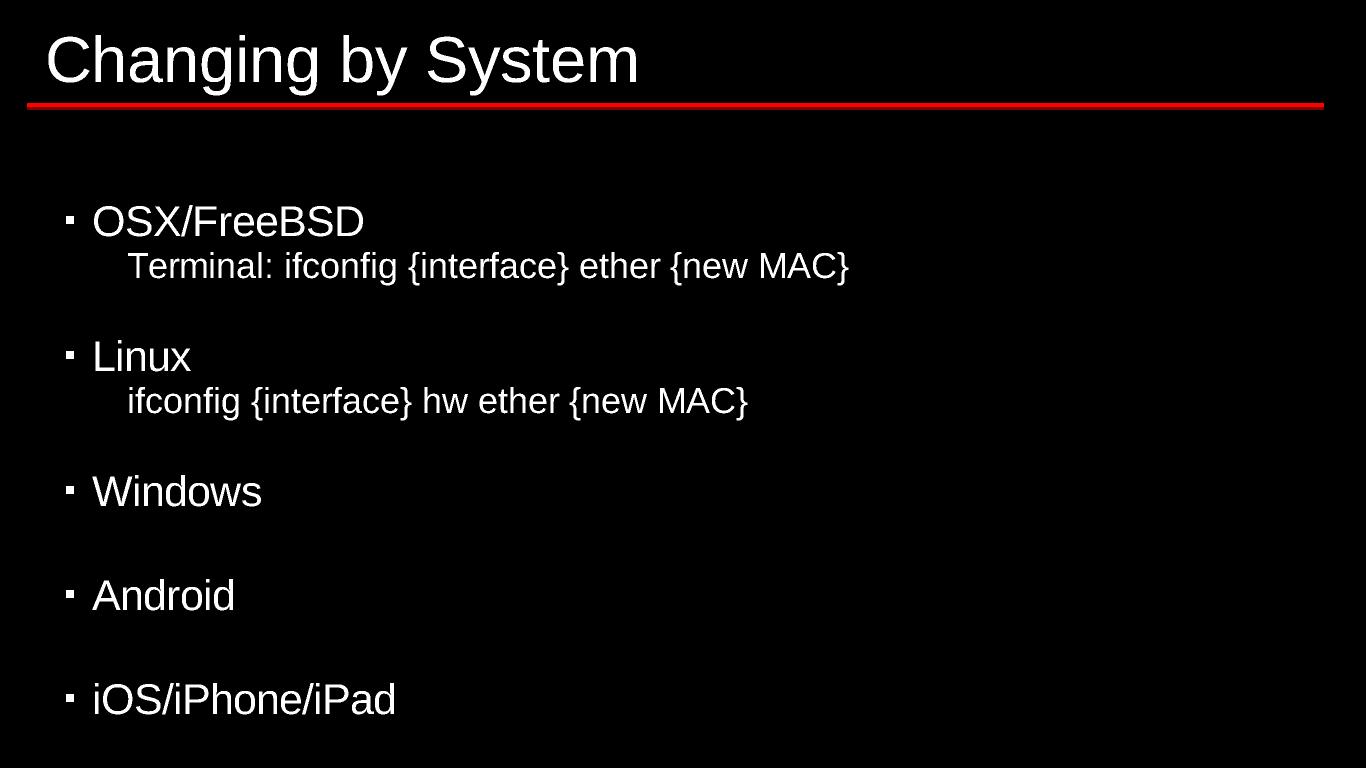 Changing by System
▪ OSX/FreeBSD
Terminal: ifconfig {interface} ether {new MAC}
▪ Linux
ifconfig {interface} hw ether {new MAC}
▪ Windows
▪ Android
▪ iOS/iPhone/iPad